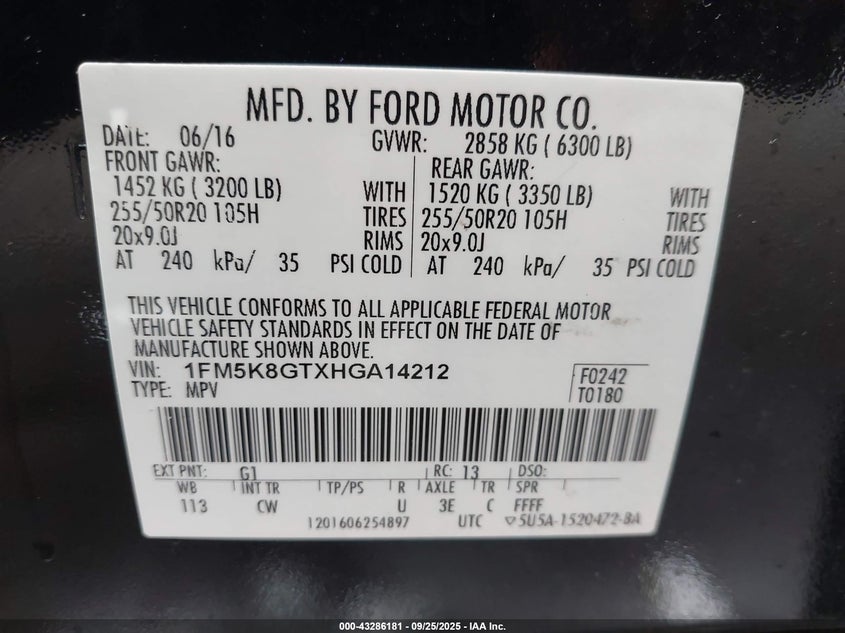 MFD. BY FORD MOTOR CO.
DATE: 06/16 GVWR: 2858 KG ( 6300 LB)
FRONT GAWR: REAR GAWR:
1452 KG ( 3200 LB) WITH 1520 KG ( 3350 LB) WITH
255/50R20 105H TIRES 255/50R20 105H TIRES
20x9.0J RIMS 20x9.0J RIMS
AT 240 kPa/ 35 PSI COLD AT 240 kPa/ 35 PSI COLD
THIS VEHICLE CONFORMS TO ALL APPLICABLE FEDERAL MOTOR
VEHICLE SAFETY STANDARDS IN EFFECT ON THE DATE OF
MANUFACTURE SHOWN ABOVE.
VIN: 1FM5K8GTXHGA14212 F0242
TYPE: MPV T0180
EXT PNT: G1 RC: 13 DSO:
WB INT TR TP/PS R AXLE TR SPR
113 CW U 3E C FFFF
1201606254897 UTC ▽5U5A-1520472-BA
000-43286181 - 09/25/2025 - IAA Inc.